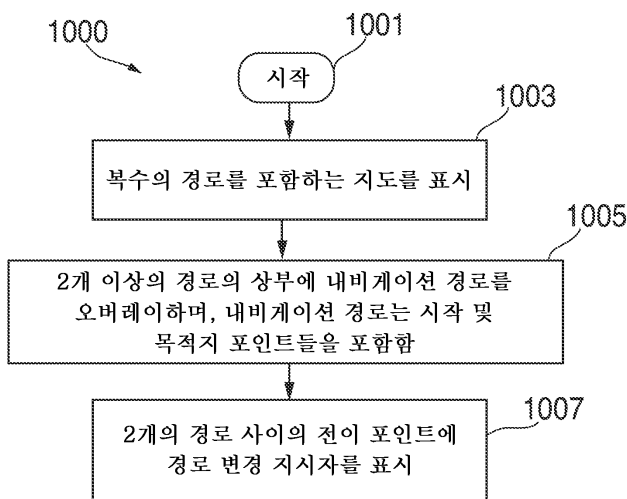 1000
1001
시작
1003
복수의 경로를 포함하는 지도를 표시
1005
2개 이상의 경로의 상부에 내비게이션 경로를
오버레이하며, 내비게이션 경로는 시작 및
목적지 포인트들을 포함함
1007
2개의 경로 사이의 전이 포인트에
경로 변경 지시자를 표시